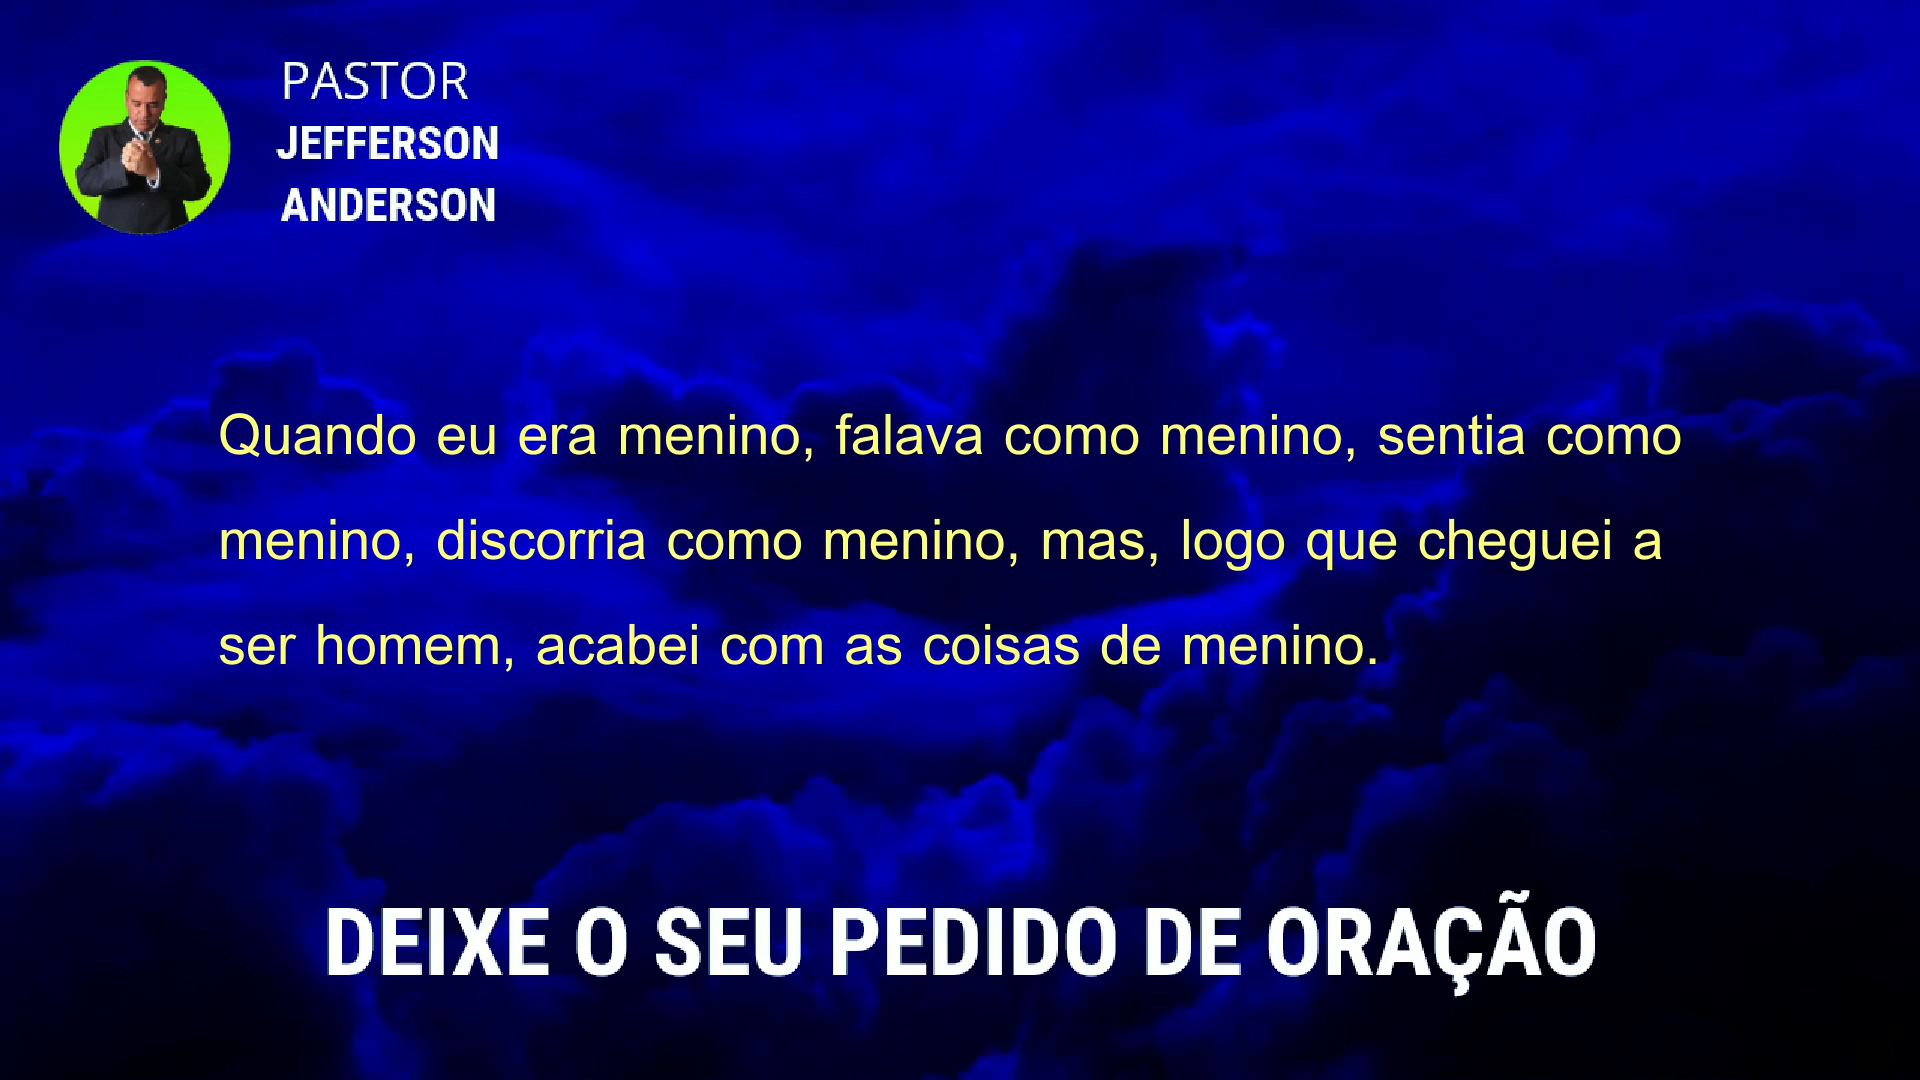 PASTOR
JEFFERSON
ANDERSON
Quando eu era menino, falava como menino, sentia como
menino, discorria como menino, mas, logo que cheguei a
ser homem, acabei com as coisas de menino.
DEIXE O SEU PEDIDO DE ORAÇÃO